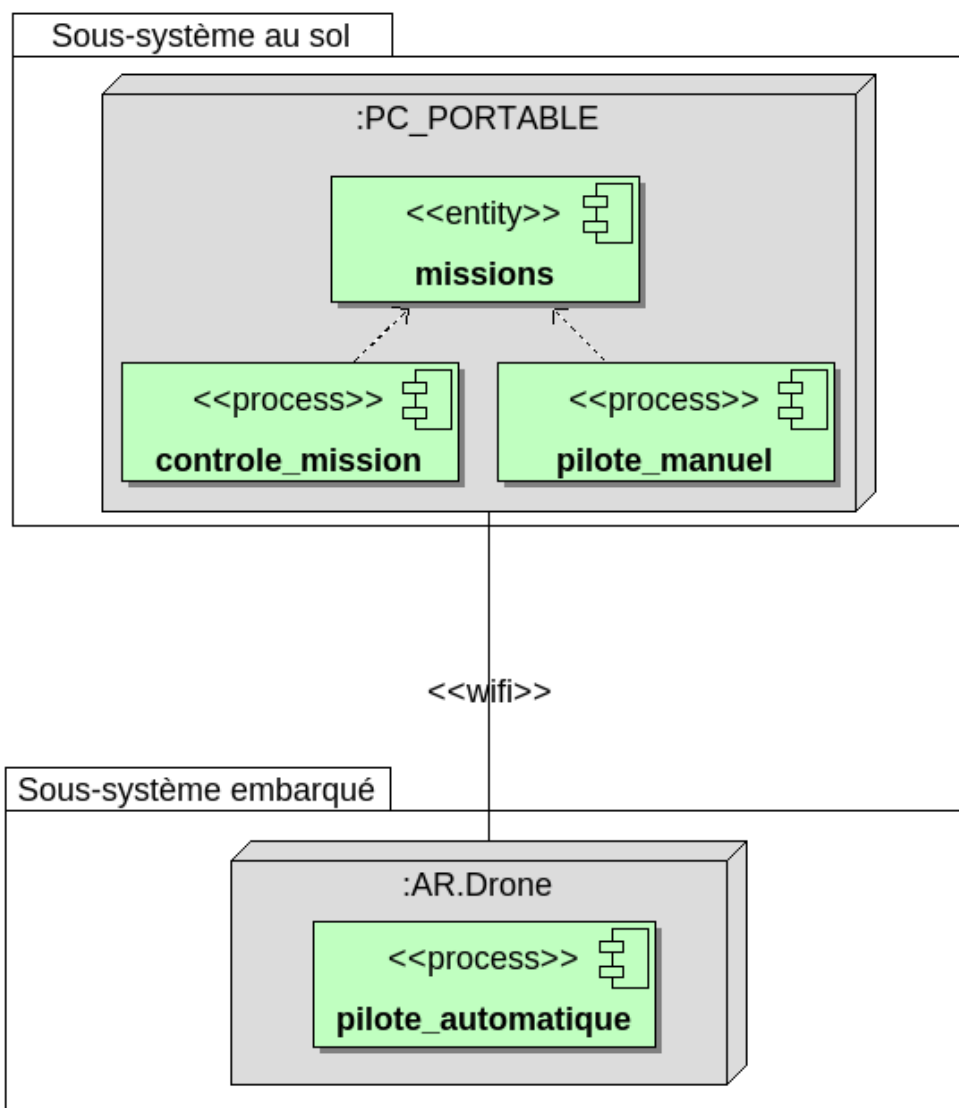 Sous-système au sol
:PC_PORTABLE
<<entity>>
missions
<<process>>
controle_mission
<<process>>
pilote_manuel
<<wifi>>
Sous-système embarqué
:AR.Drone
<<process>>
pilote_automatique